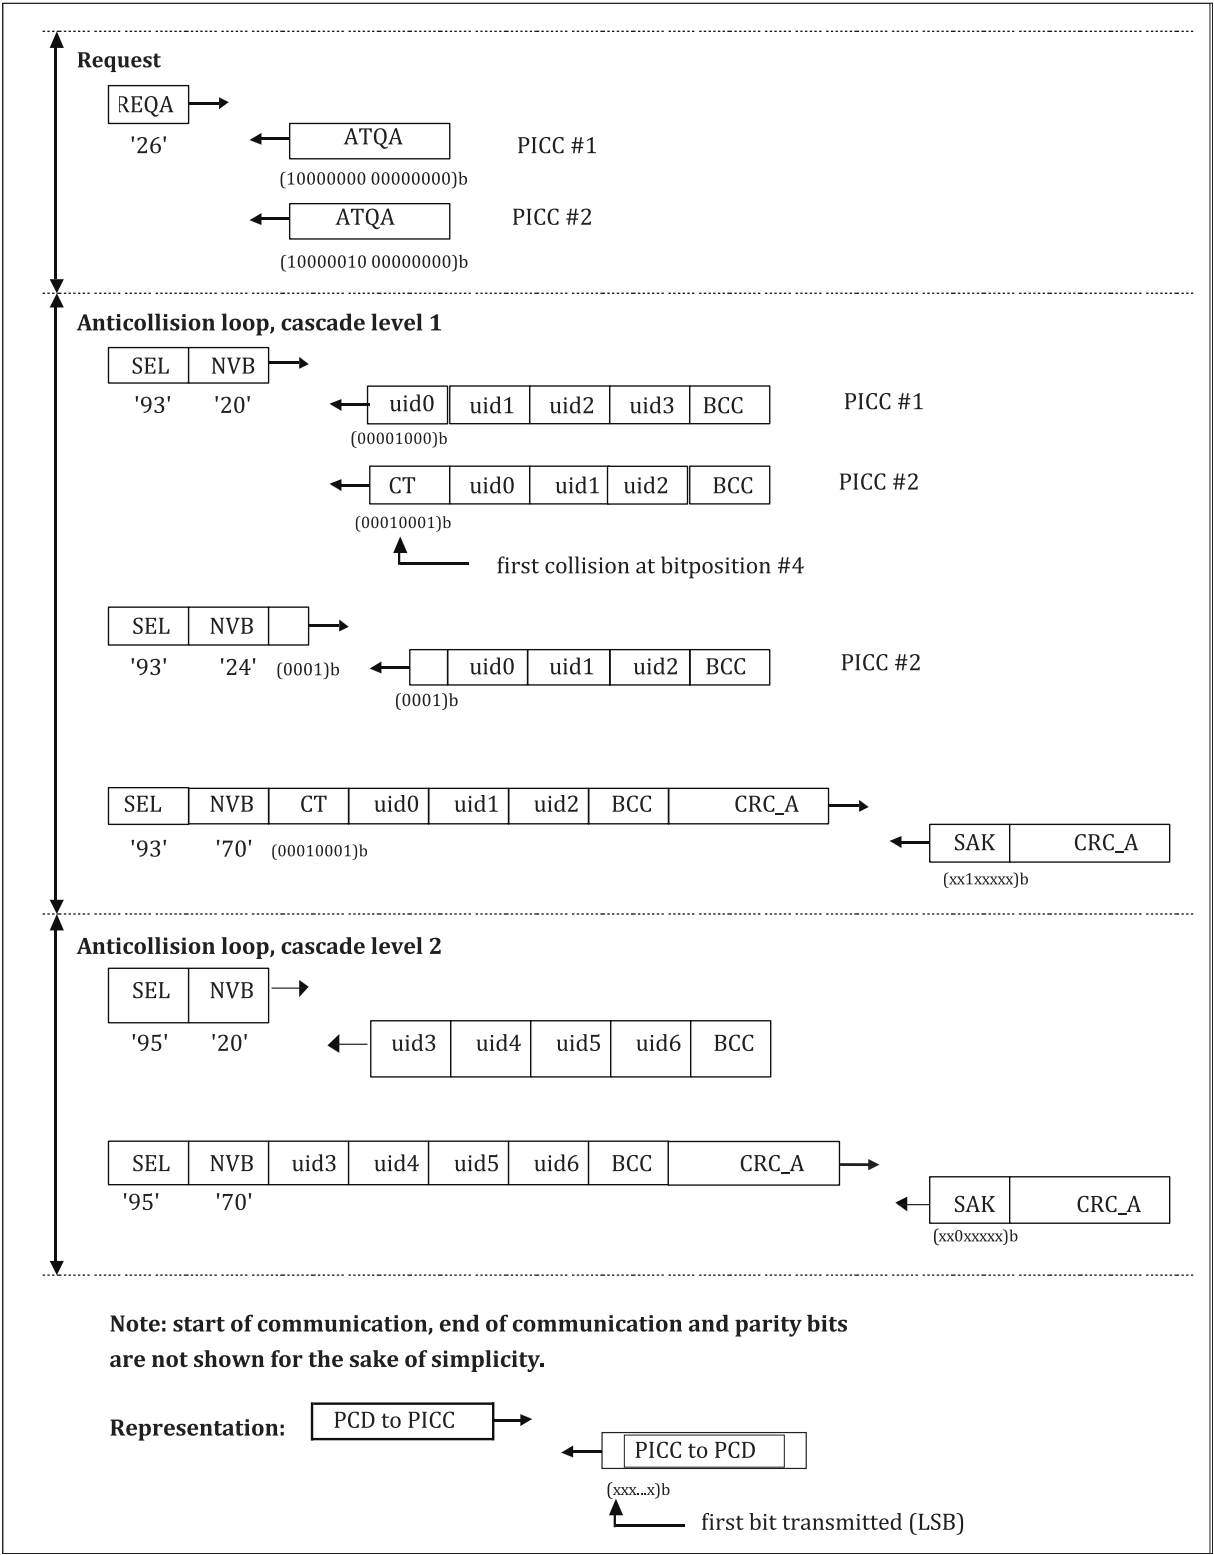 Request
REQA
'26'
ATQA
PICC #1
(10000000 00000000)b
ATQA
PICC #2
(10000010 00000000)b
Anticollision loop, cascade level 1
SEL NVB
'93' '20'
uid0 uid1 uid2 uid3 BCC
PICC #1
(00001000)b
CT uid0 uid1 uid2 BCC
PICC #2
(00010001)b
first collision at bitposition #4
SEL NVB
'93' '24' (0001)b
uid0 uid1 uid2 BCC
PICC #2
(0001)b
SEL NVB CT uid0 uid1 uid2 BCC CRC_A
'93' '70' (00010001)b
SAK CRC_A
(xx1xxxxx)b
Anticollision loop, cascade level 2
SEL NVB
'95' '20'
uid3 uid4 uid5 uid6 BCC
SEL NVB uid3 uid4 uid5 uid6 BCC CRC_A
'95' '70'
SAK CRC_A
(xx0xxxxx)b
Note: start of communication, end of communication and parity bits
are not shown for the sake of simplicity.
Representation:
PCD to PICC
PICC to PCD
(xxx...x)b
first bit transmitted (LSB)